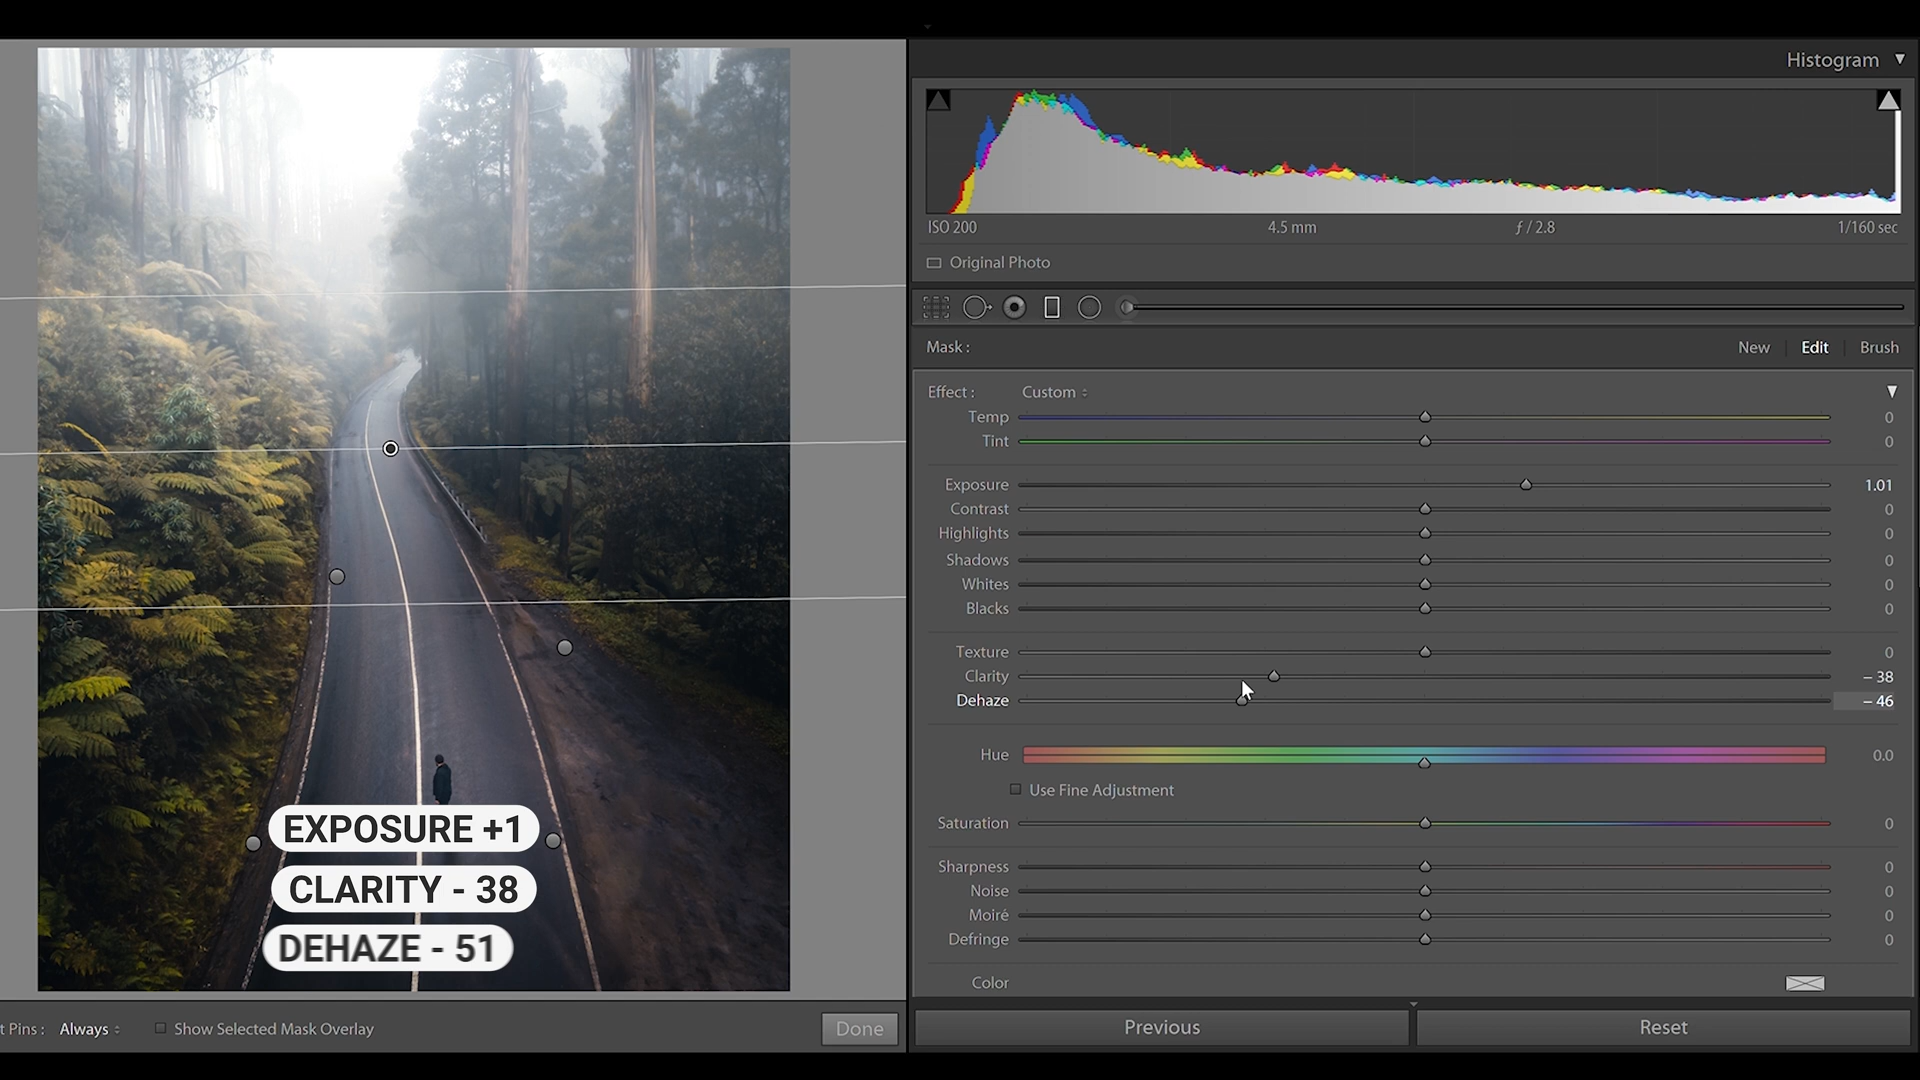 Histogram
ISO 200 4.5 mm ƒ / 2.8 1/160 sec
Original Photo
Mask : New Edit Brush
Effect : Custom
Temp 0
Tint 0
Exposure 1.01
Contrast 0
Highlights 0
Shadows 0
Whites 0
Blacks 0
Texture 0
Clarity – 38
Dehaze – 46
Hue 0.0
Use Fine Adjustment
Saturation 0
Sharpness 0
Noise 0
Moiré 0
Defringe 0
Color
Previous Reset
EXPOSURE +1
CLARITY - 38
DEHAZE - 51
t Pins : Always Show Selected Mask Overlay Done